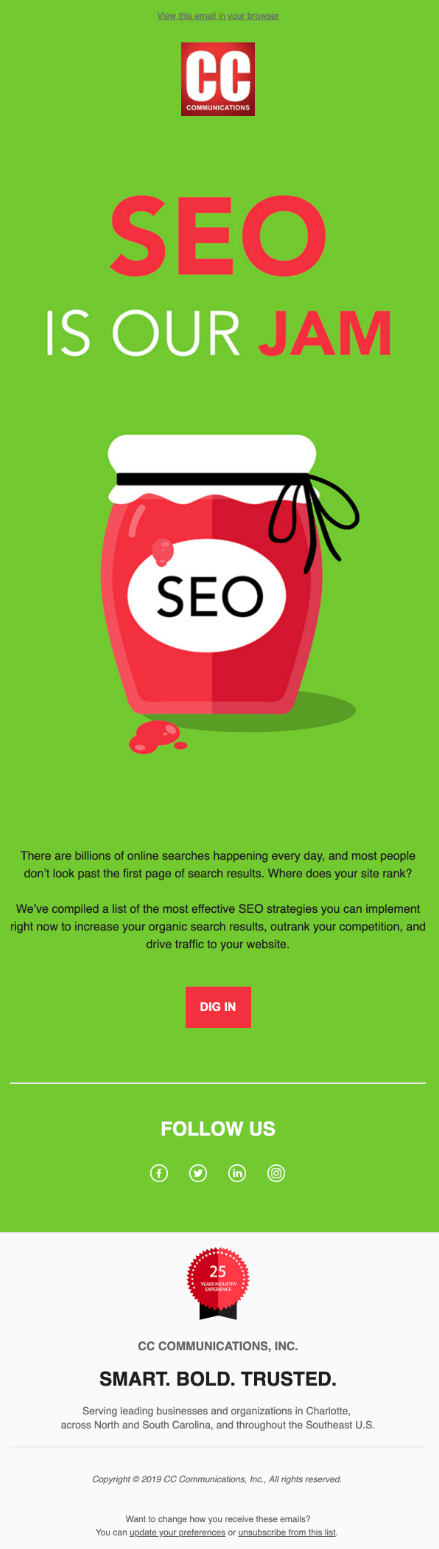 View this email in your browser
CC
COMMUNICATIONS
SEO
IS OUR JAM
SEO
There are billions of online searches happening every day, and most people
don't look past the first page of search results. Where does your site rank?
We've compiled a list of the most effective SEO strategies you can implement
right now to increase your organic search results, outrank your competition, and
drive traffic to your website.
DIG IN
FOLLOW US
25
YEARS INDUSTRY
EXPERIENCE
CC COMMUNICATIONS, INC.
SMART. BOLD. TRUSTED.
Serving leading businesses and organizations in Charlotte,
across North and South Carolina, and throughout the Southeast U.S.
Copyright © 2019 CC Communications, Inc., All rights reserved.
Want to change how you receive these emails?
You can update your preferences or unsubscribe from this list.